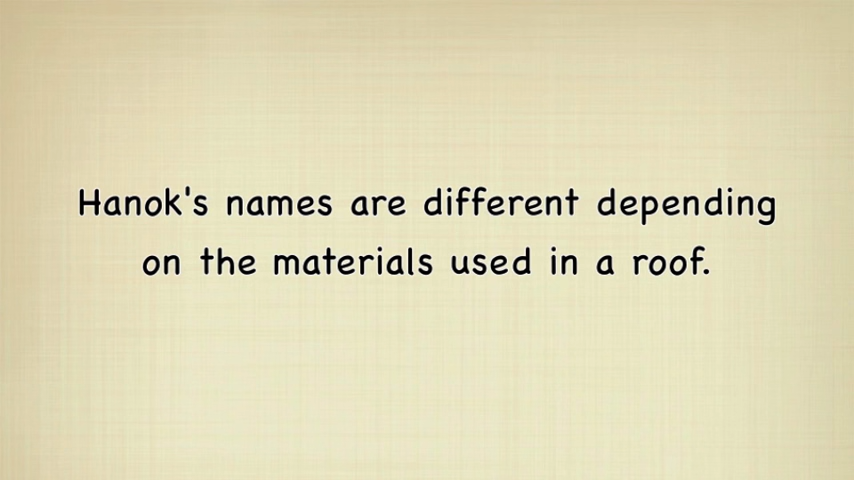 Hanok's names are different depending
on the materials used in a roof.